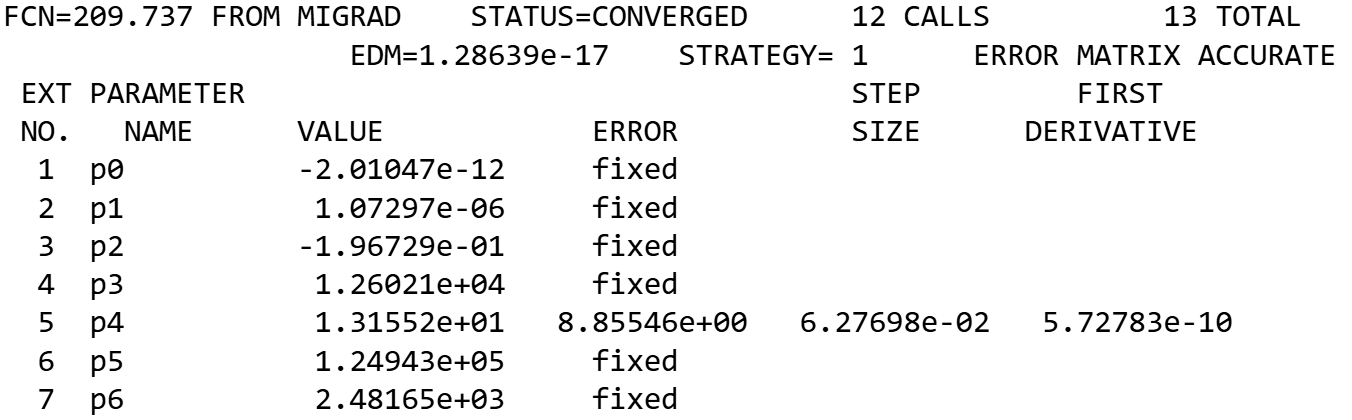 FCN=209.737 FROM MIGRAD    STATUS=CONVERGED      12 CALLS          13 TOTAL
                    EDM=1.28639e-17    STRATEGY= 1      ERROR MATRIX ACCURATE
 EXT PARAMETER                                   STEP         FIRST
 NO.   NAME      VALUE            ERROR          SIZE      DERIVATIVE
  1  p0          -2.01047e-12     fixed
  2  p1           1.07297e-06     fixed
  3  p2          -1.96729e-01     fixed
  4  p3           1.26021e+04     fixed
  5  p4           1.31552e+01   8.85546e+00   6.27698e-02   5.72783e-10
  6  p5           1.24943e+05     fixed
  7  p6           2.48165e+03     fixed